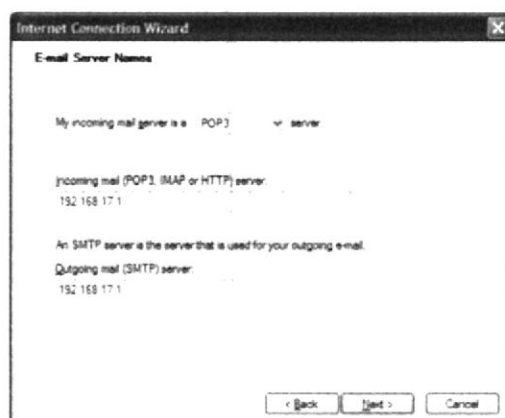 Internet Connection Wizard
E-mail Server Names
My incoming mail server is a POP3 server
Incoming mail (POP3, IMAP or HTTP) server:
192.168.17.1
An SMTP server is the server that is used for your outgoing e-mail.
Outgoing mail (SMTP) server:
192.168.17.1
< Back Next > Cancel